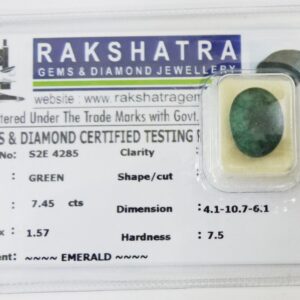 RAKSHATRA
GEMS & DIAMOND JEWELLERY
website : www.rakshatragem
tered Under The Trade Marks with Govt.
S & DIAMOND CERTIFIED TESTING
No: S2E 4285 Clarity
: GREEN Shape/cut :
: 7.45 cts Dimension : 4.1-10.7-6.1
x : 1.57 Hardness : 7.5
ent: ~~~~ EMERALD ~~~~